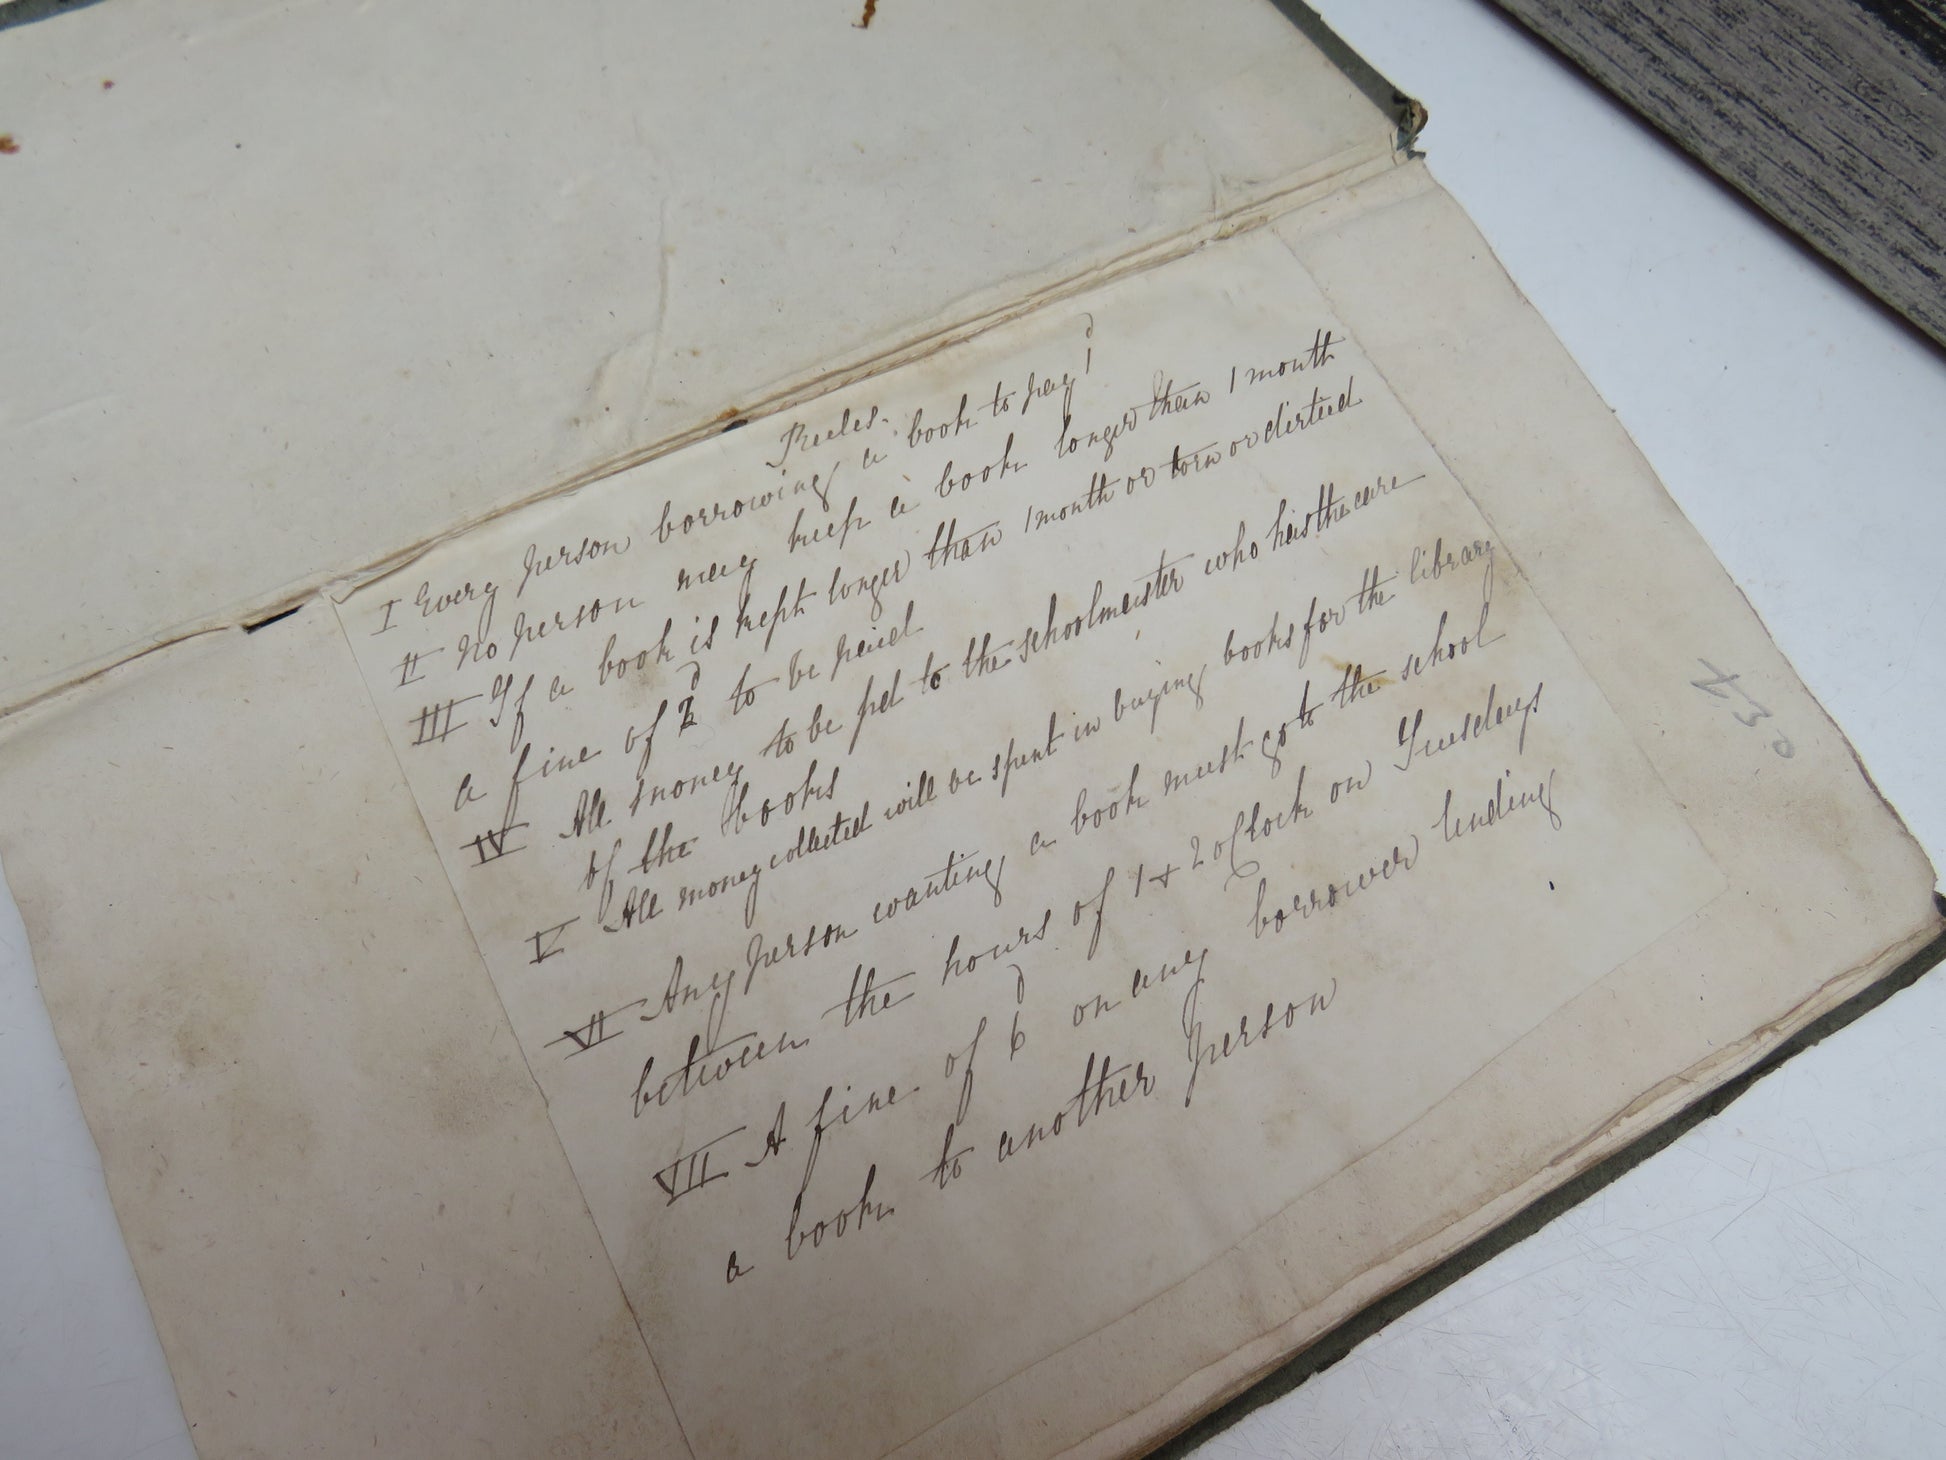 Rules.
I Every person borrowing a book to pay 1d
II No person may keep a book longer than 1 month
III If a book is kept longer than 1 month or torn or dirtied
a fine of 2d to be paid
IV All money to be pd to the schoolmaster who has the care
of the books
V All money collected will be spent in buying books for the library
VI Any person wanting a book must go to the school
between the hours of 1 + 2 o'Clock on Tuesdays
VII A fine of 6d on any borrower lending
a book to another person